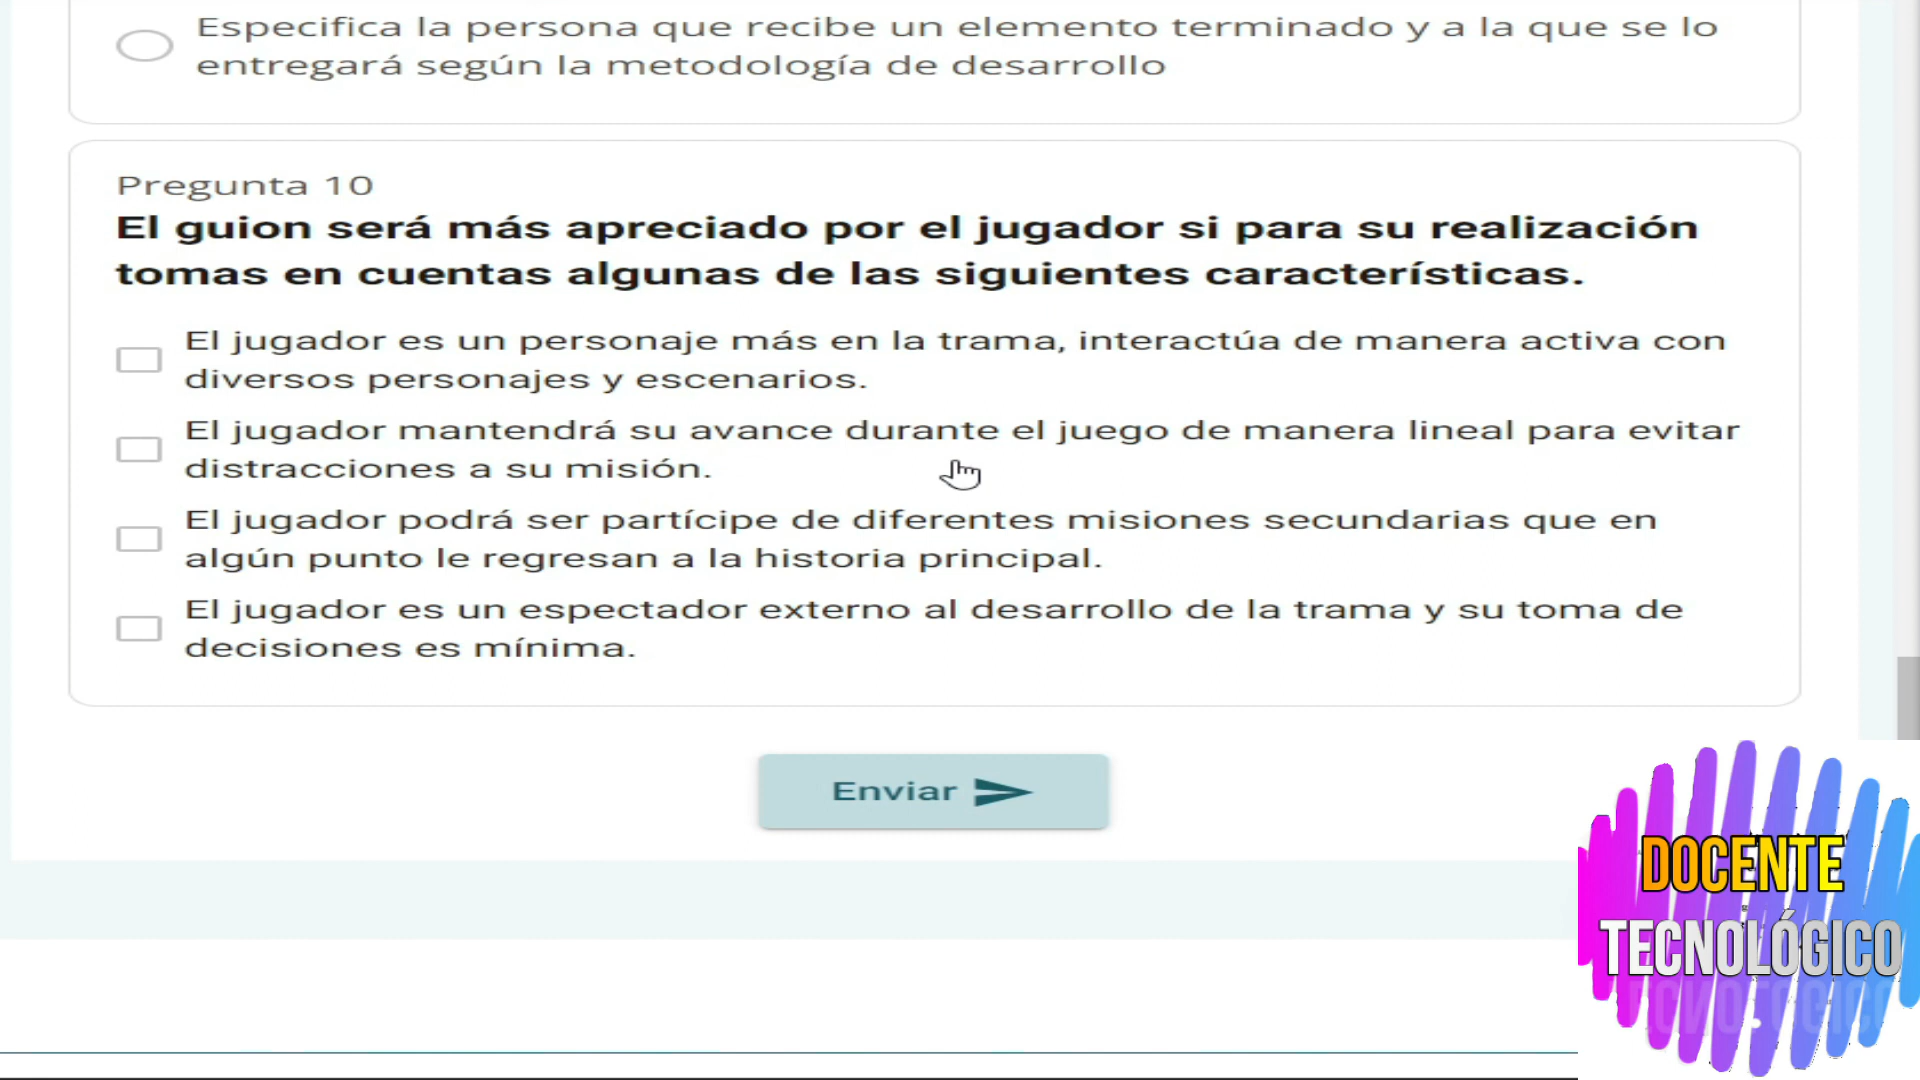 Especifica la persona que recibe un elemento terminado y a la que se lo
entregará según la metodología de desarrollo
Pregunta 10
El guion será más apreciado por el jugador si para su realización
tomas en cuentas algunas de las siguientes características.
El jugador es un personaje más en la trama, interactúa de manera activa con
diversos personajes y escenarios.
El jugador mantendrá su avance durante el juego de manera lineal para evitar
distracciones a su misión.
El jugador podrá ser partícipe de diferentes misiones secundarias que en
algún punto le regresan a la historia principal.
El jugador es un espectador externo al desarrollo de la trama y su toma de
decisiones es mínima.
Enviar
DOCENTE
TECNOLÓGICO